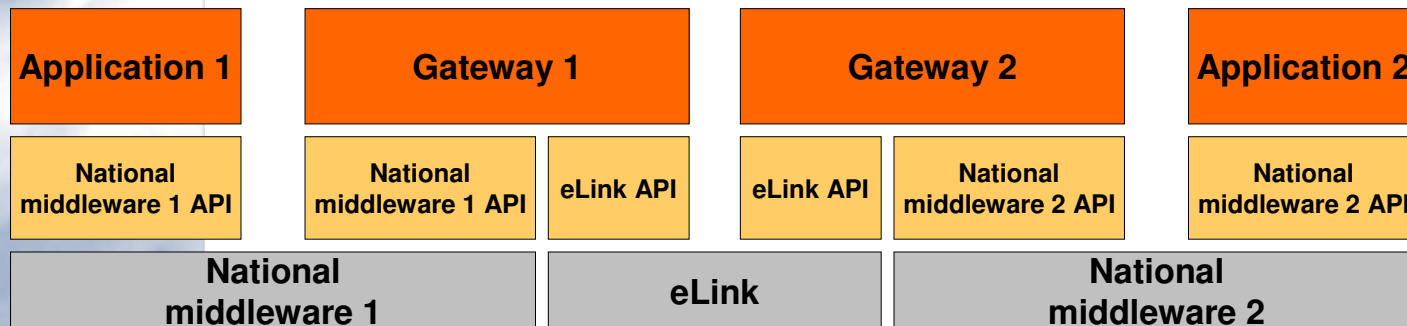 Application 1
Gateway 1
Gateway 2
Application 2
National
middleware 1 API
National
middleware 1 API
eLink API
eLink API
National
middleware 2 API
National
middleware 2 API
National
middleware 1
eLink
National
middleware 2